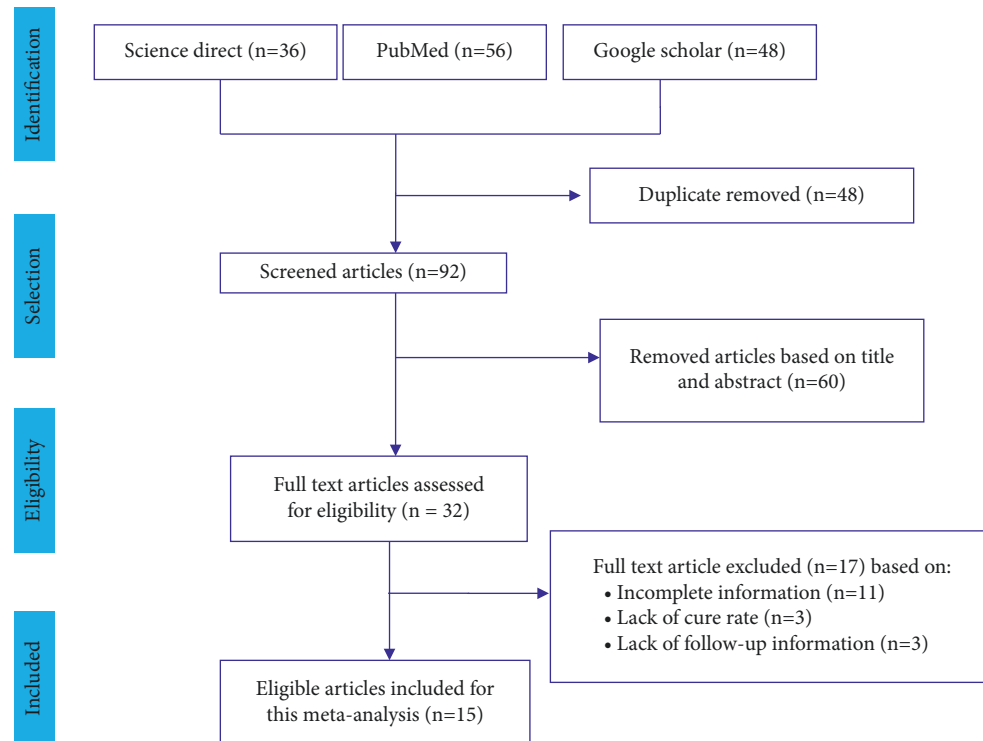 Identification
Science direct (n=36)
PubMed (n=56)
Google scholar (n=48)
Duplicate removed (n=48)
Selection
Screened articles (n=92)
Removed articles based on title
and abstract (n=60)
Eligibility
Full text articles assessed
for eligibility (n = 32)
Full text article excluded (n=17) based on:
• Incomplete information (n=11)
• Lack of cure rate (n=3)
• Lack of follow-up information (n=3)
Included
Eligible articles included for
this meta-analysis (n=15)